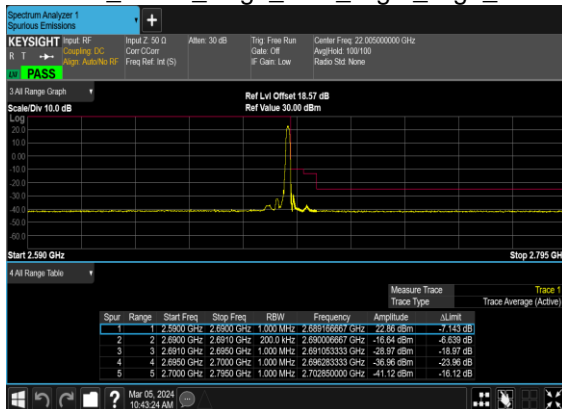 Spectrum Analyzer 1
Spurious Emissions
KEYSIGHT Input: RF
R T
Coupling: DC
Align: Auto/No RF
Input Z: 50 Ω
Corr CCorr
Freq Ref: Int (S)
Atten: 30 dB
Trig: Free Run
Gate: Off
IF Gain: Low
Center Freq: 22.005000000 GHz
Avg|Hold: 100/100
Radio Std: None
PASS
3 All Range Graph
Ref Lvl Offset 18.57 dB
Scale/Div 10.0 dB
Ref Value 30.00 dBm
Log
20.0
10.0
0.00
-10.0
-20.0
-30.0
-40.0
-50.0
-60.0
Start 2.590 GHz
Stop 2.795 GH
4 All Range Table
Measure Trace Trace 1
Trace Type Trace Average (Active)
Spur Range Start Freq Stop Freq RBW Frequency Amplitude ΔLimit
1 1 2.5900 GHz 2.6900 GHz 1.000 MHz 2.689166667 GHz 22.86 dBm -7.143 dB
2 2 2.6900 GHz 2.6910 GHz 200.0 kHz 2.690006667 GHz -16.64 dBm -6.639 dB
3 3 2.6910 GHz 2.6950 GHz 1.000 MHz 2.691053333 GHz -28.97 dBm -18.97 dB
4 4 2.6950 GHz 2.7000 GHz 1.000 MHz 2.696283333 GHz -36.96 dBm -23.96 dB
5 5 2.7000 GHz 2.7950 GHz 1.000 MHz 2.702850000 GHz -41.12 dBm -16.12 dB
Mar 05, 2024
10:43:24 AM